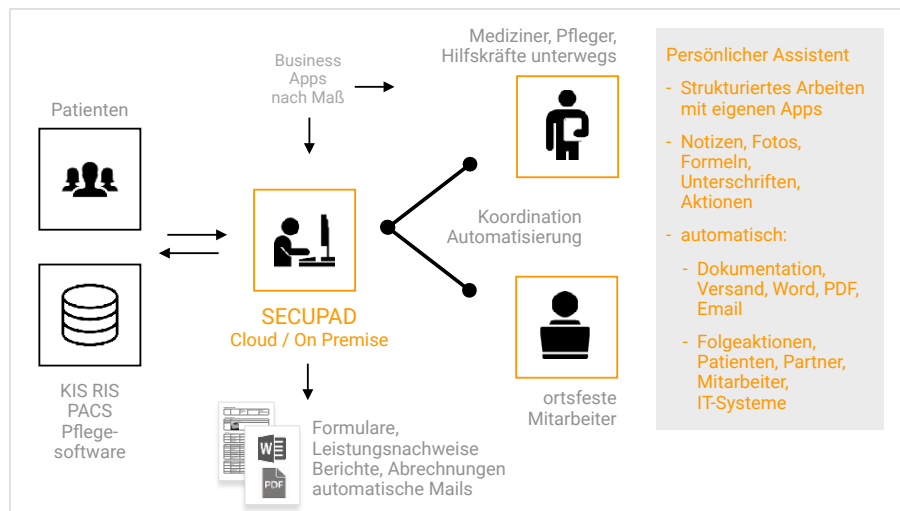 Patienten
KIS RIS
PACS
Pflege-
software
Business
Apps
nach Maß
SECUPAD
Cloud / On Premise
W
PDF
Formulare,
Leistungsnachweise
Berichte, Abrechnungen
automatische Mails
Mediziner, Pfleger,
Hilfskräfte unterwegs
Koordination
Automatisierung
ortsfeste
Mitarbeiter
Persönlicher Assistent
- Strukturiertes Arbeiten
mit eigenen Apps
- Notizen, Fotos,
Formeln,
Unterschriften,
Aktionen
- automatisch:
- Dokumentation,
Versand, Word, PDF,
Email
- Folgeaktionen,
Patienten, Partner,
Mitarbeiter,
IT-Systeme